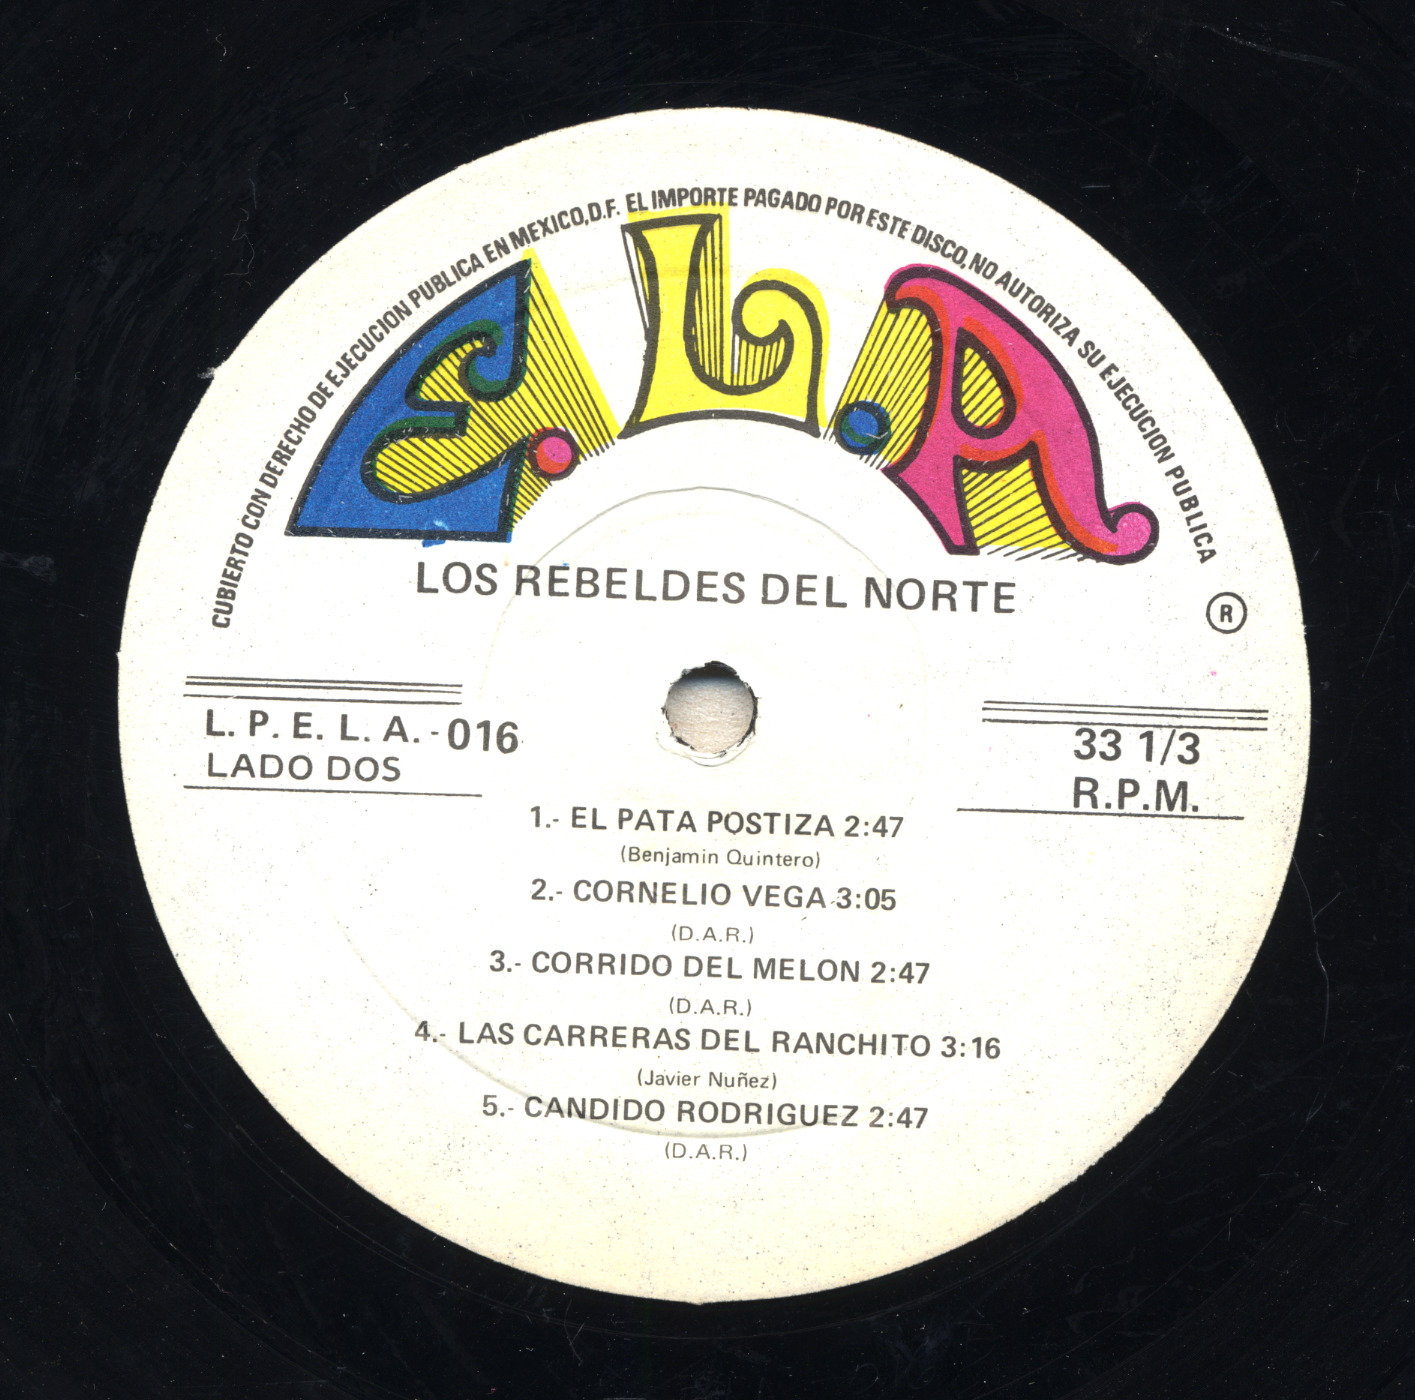 CUBIERTO CON DERECHO DE EJECUCION PUBLICA EN MEXICO, D.F. EL IMPORTE PAGADO POR ESTE DISCO, NO AUTORIZA SU EJECUCION PUBLICA
E.L.A
LOS REBELDES DEL NORTE
R
L. P. E. L. A. - 016
LADO DOS
33 1/3
R.P.M.
1.- EL PATA POSTIZA 2:47
(Benjamin Quintero)
2.- CORNELIO VEGA 3:05
(D.A.R.)
3.- CORRIDO DEL MELON 2:47
(D.A.R.)
4.- LAS CARRERAS DEL RANCHITO 3:16
(Javier Nuñez)
5.- CANDIDO RODRIGUEZ 2:47
(D.A.R.)